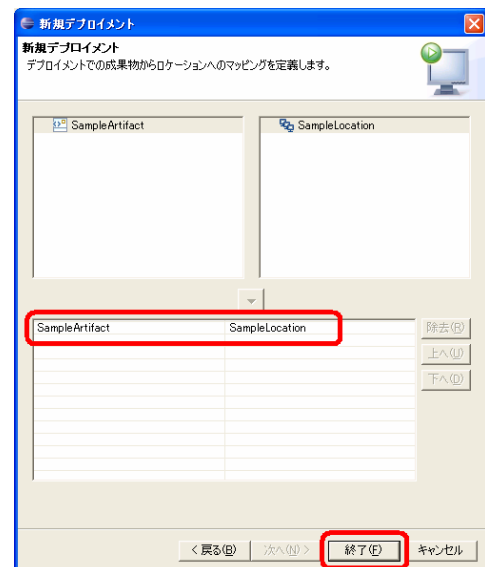 新規デプロイメント
新規デプロイメント
デプロイメントでの成果物からロケーションへのマッピングを定義します。
SampleArtifact
SampleLocation
SampleArtifact SampleLocation
除去(R)
上へ(U)
下へ(D)
< 戻る(B) 次へ(N) > 終了(F) キャンセル